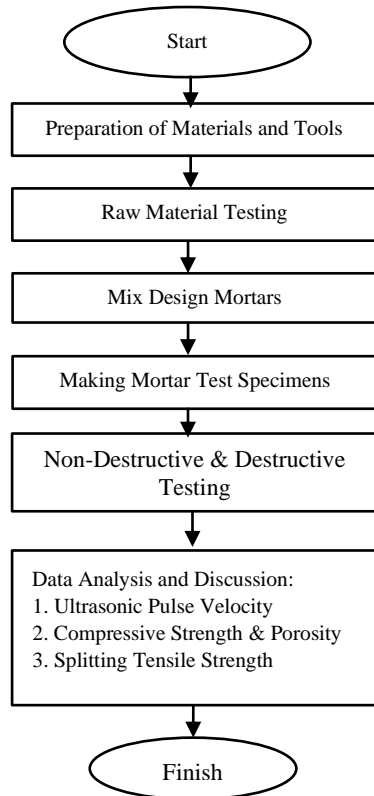 Start
Preparation of Materials and Tools
Raw Material Testing
Mix Design Mortars
Making Mortar Test Specimens
Non-Destructive & Destructive
Testing
Data Analysis and Discussion:
1. Ultrasonic Pulse Velocity
2. Compressive Strength & Porosity
3. Splitting Tensile Strength
Finish